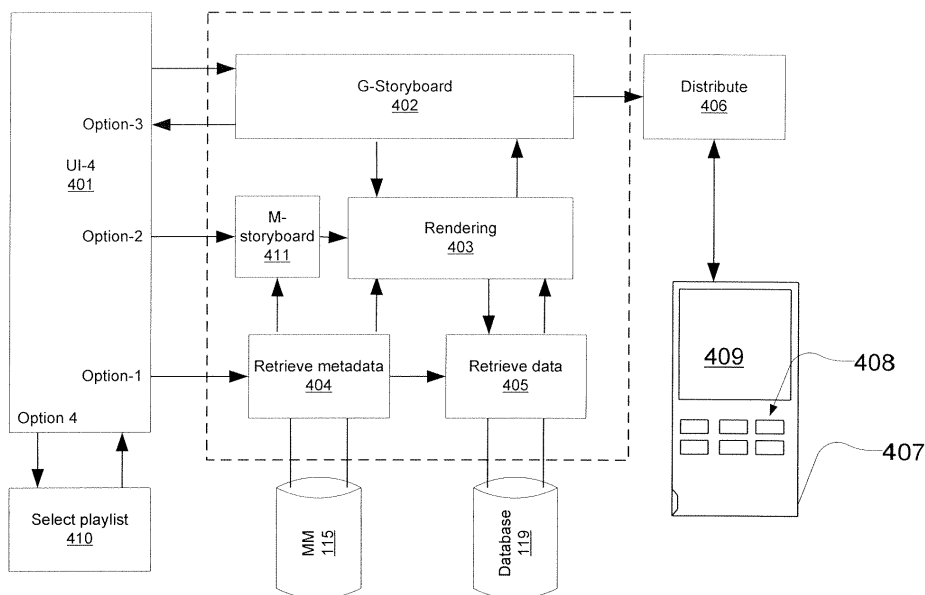 G-Storyboard
402
Distribute
406
Option-3
UI-4
401
Option-2
M-
storyboard
411
Rendering
403
Option-1
Retrieve metadata
404
Retrieve data
405
409
408
407
Option 4
Select playlist
410
MM
115
Database
119